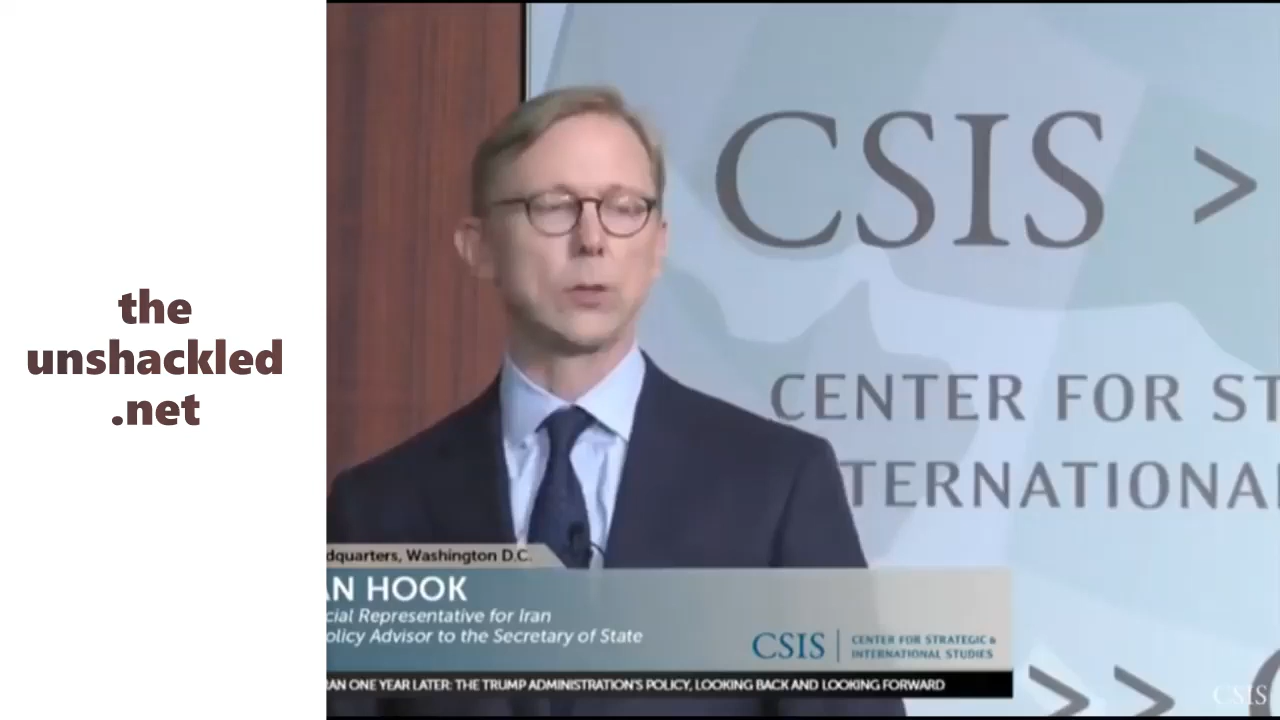 the
unshackled
.net
CSIS >
CENTER FOR ST
TERNATIONA
dquarters, Washington D.C.
AN HOOK
cial Representative for Iran
olicy Advisor to the Secretary of State
CSIS
CENTER FOR STRATEGIC &
INTERNATIONAL STUDIES
RAN ONE YEAR LATER: THE TRUMP ADMINISTRATION'S POLICY, LOOKING BACK AND LOOKING FORWARD
>> C
CSIS